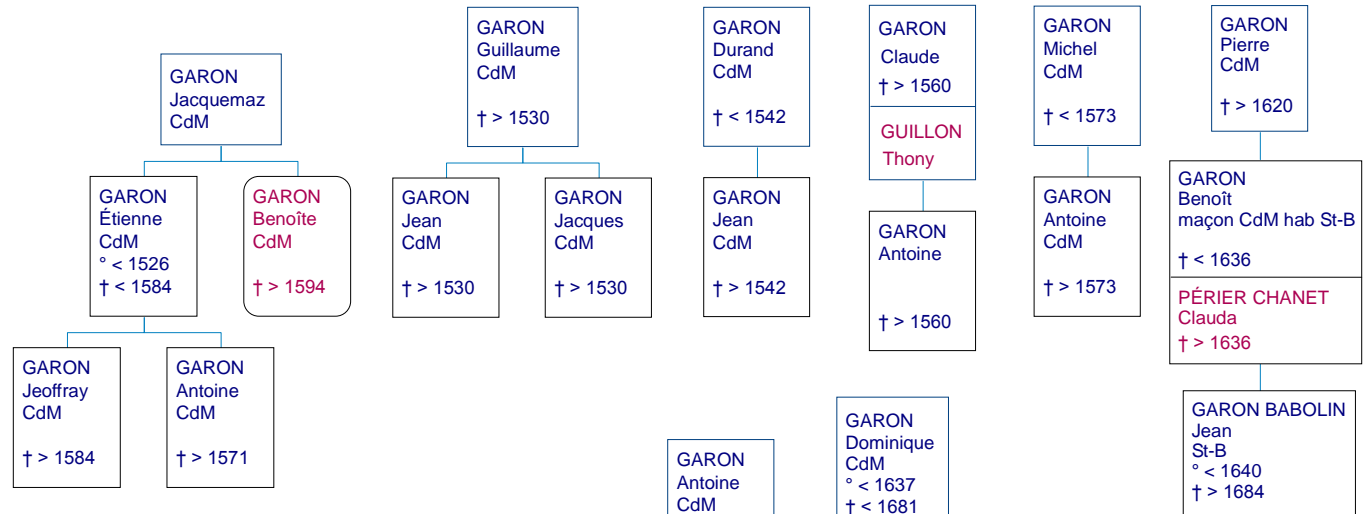 GARON
Jacquemaz
CdM
GARON
Étienne
CdM
° < 1526
† < 1584
GARON
Benoîte
CdM
† > 1594
GARON
Jeoffray
CdM
† > 1584
GARON
Antoine
CdM
† > 1571
GARON
Guillaume
CdM
† > 1530
GARON
Jean
CdM
† > 1530
GARON
Jacques
CdM
† > 1530
GARON
Durand
CdM
† < 1542
GARON
Jean
CdM
† > 1542
GARON
Claude
† > 1560
GUILLON
Thony
GARON
Antoine
† > 1560
GARON
Michel
CdM
† < 1573
GARON
Antoine
CdM
† > 1573
GARON
Pierre
CdM
† > 1620
GARON
Benoît
maçon CdM hab St-B
† < 1636
PÉRIER CHANET
Clauda
† > 1636
GARON BABOLIN
Jean
St-B
° < 1640
† > 1684
GARON
Antoine
CdM
GARON
Dominique
CdM
° < 1637
† < 1681